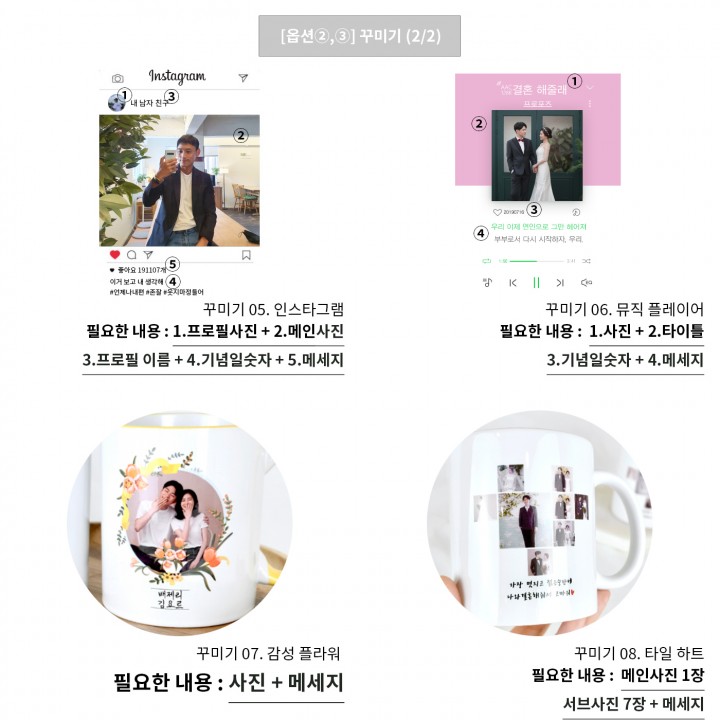 [옵션②,③] 꾸미기 (2/2)
Instagram
1
내 남자 친구
3
2
5
좋아요 191107개
이거 보고 내 생각해
4
#언제나내편 #존잘 #웃지마정들어
꾸미기 05. 인스타그램
필요한 내용 : 1.프로필사진 + 2.메인사진
3.프로필 이름 + 4.기념일숫자 + 5.메세지
1
결혼 해줄래
프로포즈
2
20190716
3
우리 이제 연인으로 그만 헤어져
4
부부로서 다시 시작하자, 우리.
꾸미기 06. 뮤직 플레이어
필요한 내용 : 1.사진 + 2.타이틀
3.기념일숫자 + 4.메세지
꾸미기 07. 감성 플라워
필요한 내용 : 사진 + 메세지
꾸미기 08. 타일 하트
필요한 내용 : 메인사진 1장
서브사진 7장 + 메세지